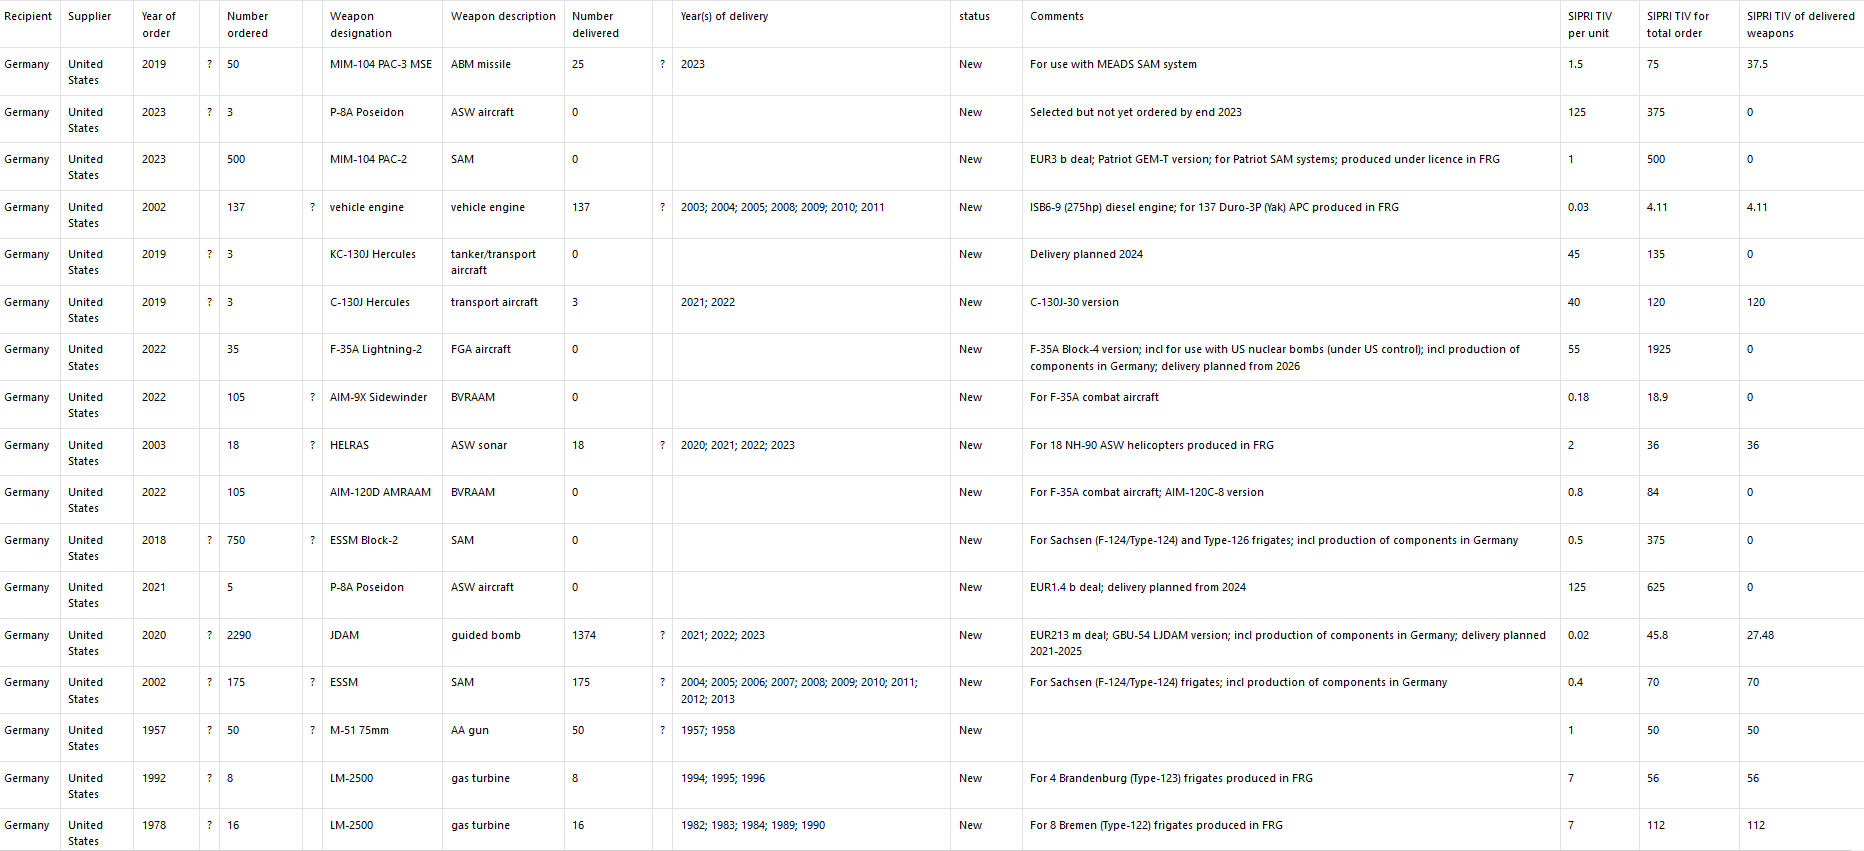 Recipient Supplier Year of order Number ordered Weapon designation Weapon description Number delivered Year(s) of delivery status Comments SIPRI TIV per unit SIPRI TIV for total order SIPRI TIV of delivered weapons
Germany United States 2019 ? 50 MIM-104 PAC-3 MSE ABM missile 25 ? 2023 New For use with MEADS SAM system 1.5 75 37.5
Germany United States 2023 ? 3 P-8A Poseidon ASW aircraft 0 New Selected but not yet ordered by end 2023 125 375 0
Germany United States 2023 500 MIM-104 PAC-2 SAM 0 New EUR3 b deal; Patriot GEM-T version; for Patriot SAM systems; produced under licence in FRG 1 500 0
Germany United States 2002 137 ? vehicle engine vehicle engine 137 ? 2003; 2004; 2005; 2008; 2009; 2010; 2011 New ISB6-9 (275hp) diesel engine; for 137 Duro-3P (Yak) APC produced in FRG 0.03 4.11 4.11
Germany United States 2019 ? 3 KC-130J Hercules tanker/transport aircraft 0 New Delivery planned 2024 45 135 0
Germany United States 2019 ? 3 C-130J Hercules transport aircraft 3 2021; 2022 New C-130J-30 version 40 120 120
Germany United States 2022 35 F-35A Lightning-2 FGA aircraft 0 New F-35A Block-4 version; incl for use with US nuclear bombs (under US control); incl production of components in Germany; delivery planned from 2026 55 1925 0
Germany United States 2022 105 ? AIM-9X Sidewinder BVRAAM 0 New For F-35A combat aircraft 0.18 18.9 0
Germany United States 2003 18 ? HELRAS ASW sonar 18 ? 2020; 2021; 2022; 2023 New For 18 NH-90 ASW helicopters produced in FRG 2 36 36
Germany United States 2022 105 AIM-120D AMRAAM BVRAAM 0 New For F-35A combat aircraft; AIM-120C-8 version 0.8 84 0
Germany United States 2018 ? 750 ? ESSM Block-2 SAM 0 New For Sachsen (F-124/Type-124) and Type-126 frigates; incl production of components in Germany 0.5 375 0
Germany United States 2021 5 P-8A Poseidon ASW aircraft 0 New EUR1.4 b deal; delivery planned from 2024 125 625 0
Germany United States 2020 ? 2290 JDAM guided bomb 1374 ? 2021; 2022; 2023 New EUR213 m deal; GBU-54 LJDAM version; incl production of components in Germany; delivery planned 2021-2025 0.02 45.8 27.48
Germany United States 2002 ? 175 ? ESSM SAM 175 ? 2004; 2005; 2006; 2007; 2008; 2009; 2010; 2011; 2012; 2013 New For Sachsen (F-124/Type-124) frigates; incl production of components in Germany 0.4 70 70
Germany United States 1957 ? 50 ? M-51 75mm AA gun 50 ? 1957; 1958 New 1 50 50
Germany United States 1992 ? 8 LM-2500 gas turbine 8 1994; 1995; 1996 New For 4 Brandenburg (Type-123) frigates produced in FRG 7 56 56
Germany United States 1978 ? 16 LM-2500 gas turbine 16 1982; 1983; 1984; 1989; 1990 New For 8 Bremen (Type-122) frigates produced in FRG 7 112 112